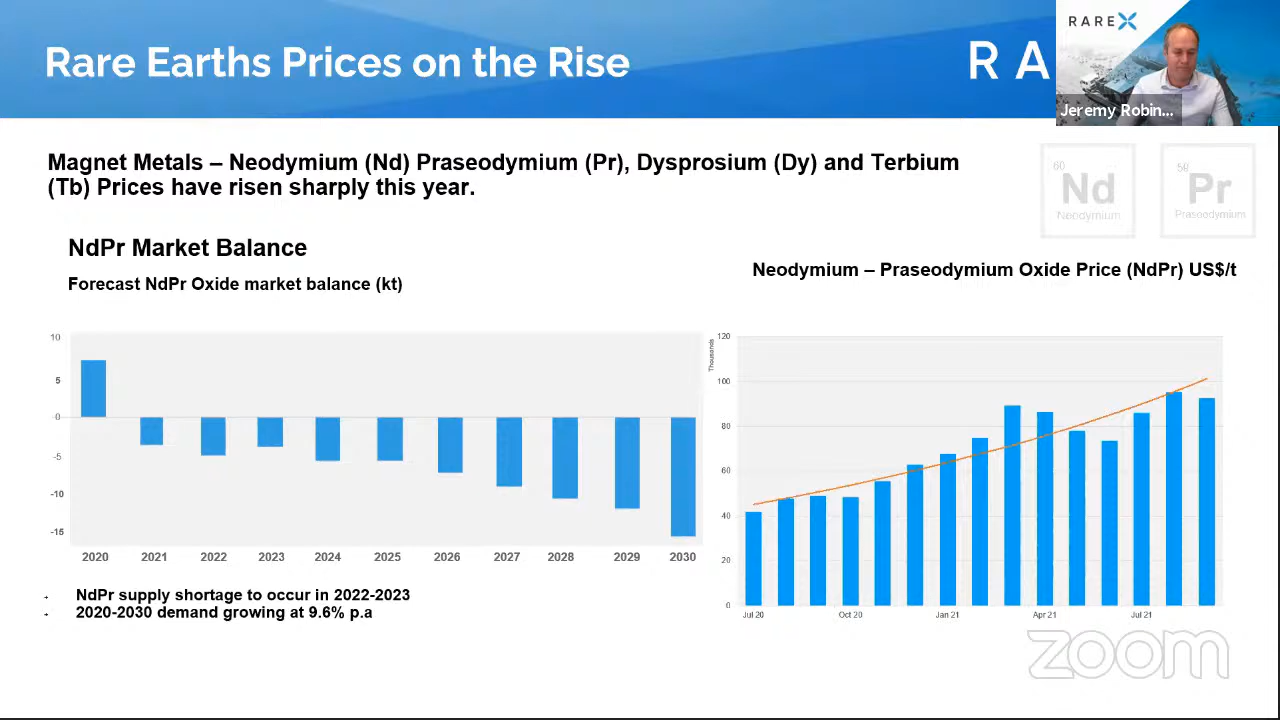 Rare Earths Prices on the Rise
R A
RAREX
Jeremy Robin...
Magnet Metals – Neodymium (Nd) Praseodymium (Pr), Dysprosium (Dy) and Terbium
(Tb) Prices have risen sharply this year.
60
Nd
Neodymium
59
Pr
Praseodymium
NdPr Market Balance
Forecast NdPr Oxide market balance (kt)
10
5
0
-5
-10
-15
2020 2021 2022 2023 2024 2025 2026 2027 2028 2029 2030
Neodymium – Praseodymium Oxide Price (NdPr) US$/t
Thousands
120
100
80
60
40
20
0
Jul 20 Oct 20 Jan 21 Apr 21 Jul 21
NdPr supply shortage to occur in 2022-2023
2020-2030 demand growing at 9.6% p.a
zoom